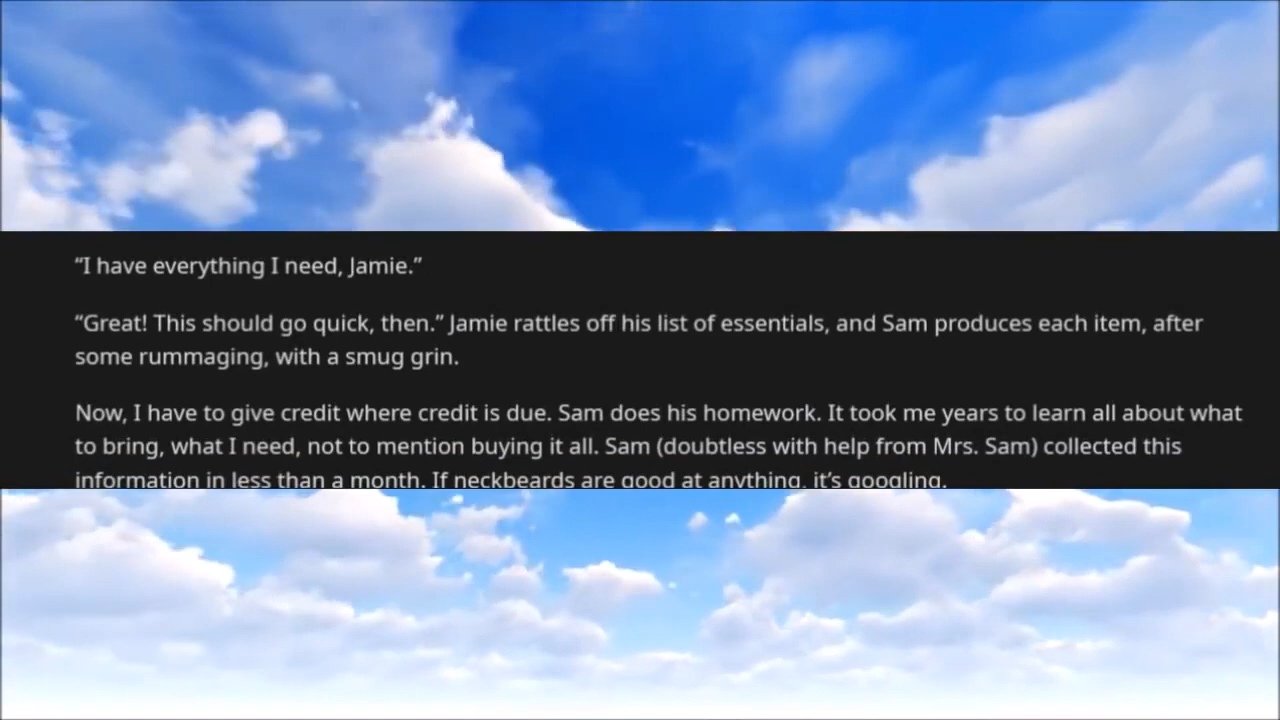 “I have everything I need, Jamie.”
“Great! This should go quick, then.” Jamie rattles off his list of essentials, and Sam produces each item, after
some rummaging, with a smug grin.
Now, I have to give credit where credit is due. Sam does his homework. It took me years to learn all about what
to bring, what I need, not to mention buying it all. Sam (doubtless with help from Mrs. Sam) collected this
information in less than a month. If neckbeards are good at anything, it’s googling.